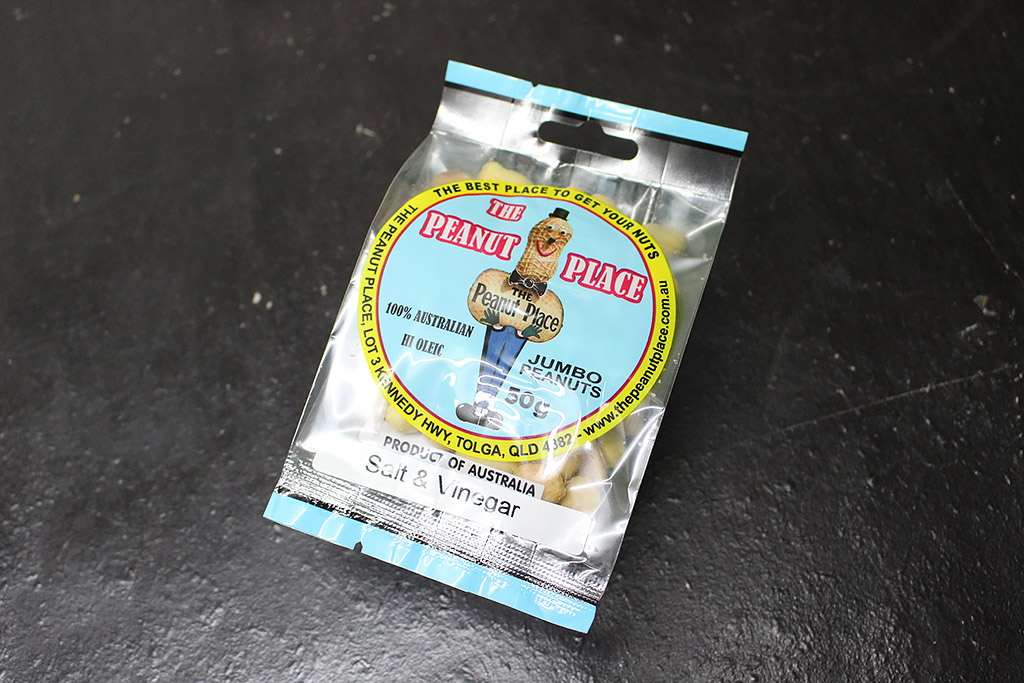 THE BEST PLACE TO GET YOUR NUTS
THE PEANUT PLACE, LOT 3 KENNEDY HWY, TOLGA, QLD 4882 - www.thepeanutplace.com.au
THE
PEANUT
PLACE
THE
Peanut Place
100% AUSTRALIAN
HI OLEIC
JUMBO
PEANUTS
50g
PRODUCT OF AUSTRALIA
Salt & Vinegar